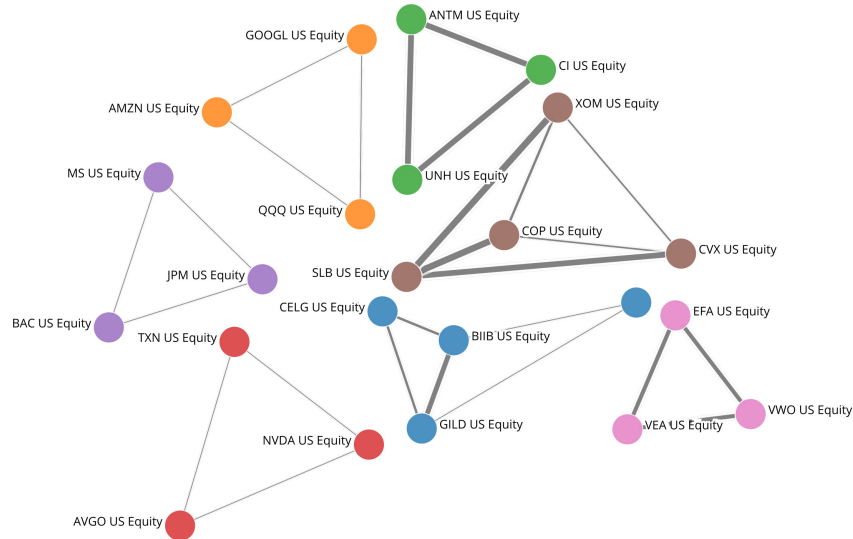 ANTM US Equity
GOOGL US Equity
CI US Equity
XOM US Equity
AMZN US Equity
MS US Equity
UNH US Equity
QQQ US Equity
COP US Equity
CVX US Equity
JPM US Equity
SLB US Equity
CELG US Equity
EFA US Equity
BAC US Equity
TXN US Equity
BIIB US Equity
VWO US Equity
GILD US Equity
VEA US Equity
NVDA US Equity
AVGO US Equity